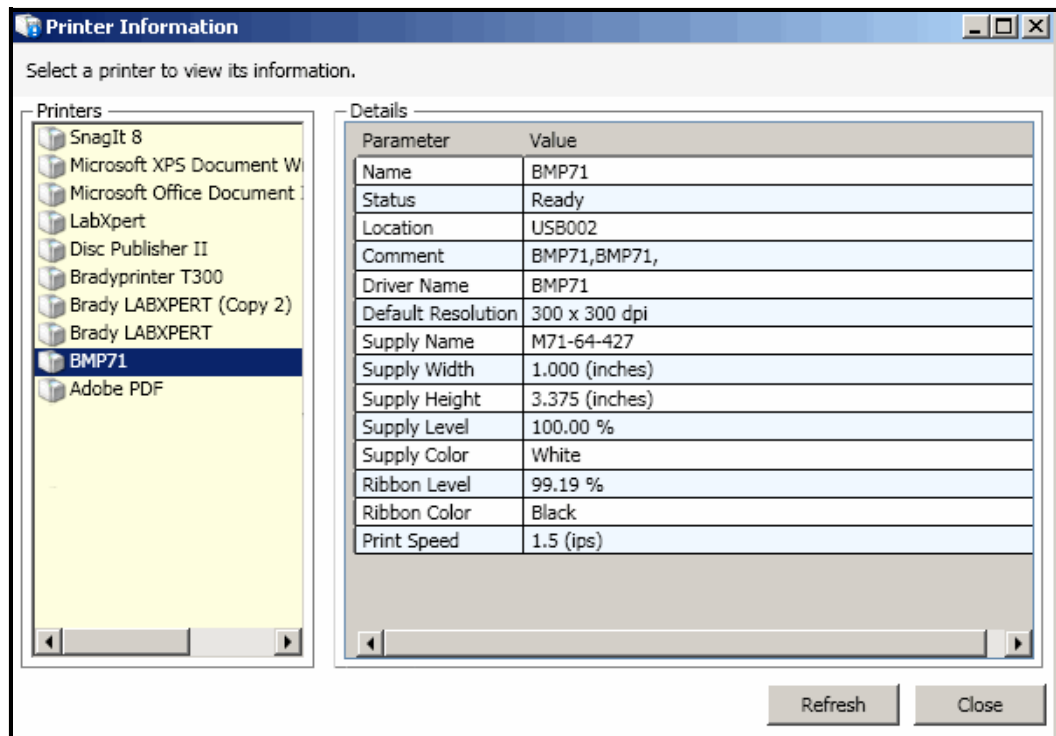 Printer Information
Select a printer to view its information.
Printers
SnagIt 8
Microsoft XPS Document Wi
Microsoft Office Document
LabXpert
Disc Publisher II
Bradyprinter T300
Brady LABXPERT (Copy 2)
Brady LABXPERT
BMP71
Adobe PDF
Details
Parameter Value
Name BMP71
Status Ready
Location USB002
Comment BMP71,BMP71,
Driver Name BMP71
Default Resolution 300 x 300 dpi
Supply Name M71-64-427
Supply Width 1.000 (inches)
Supply Height 3.375 (inches)
Supply Level 100.00 %
Supply Color White
Ribbon Level 99.19 %
Ribbon Color Black
Print Speed 1.5 (ips)
Refresh Close